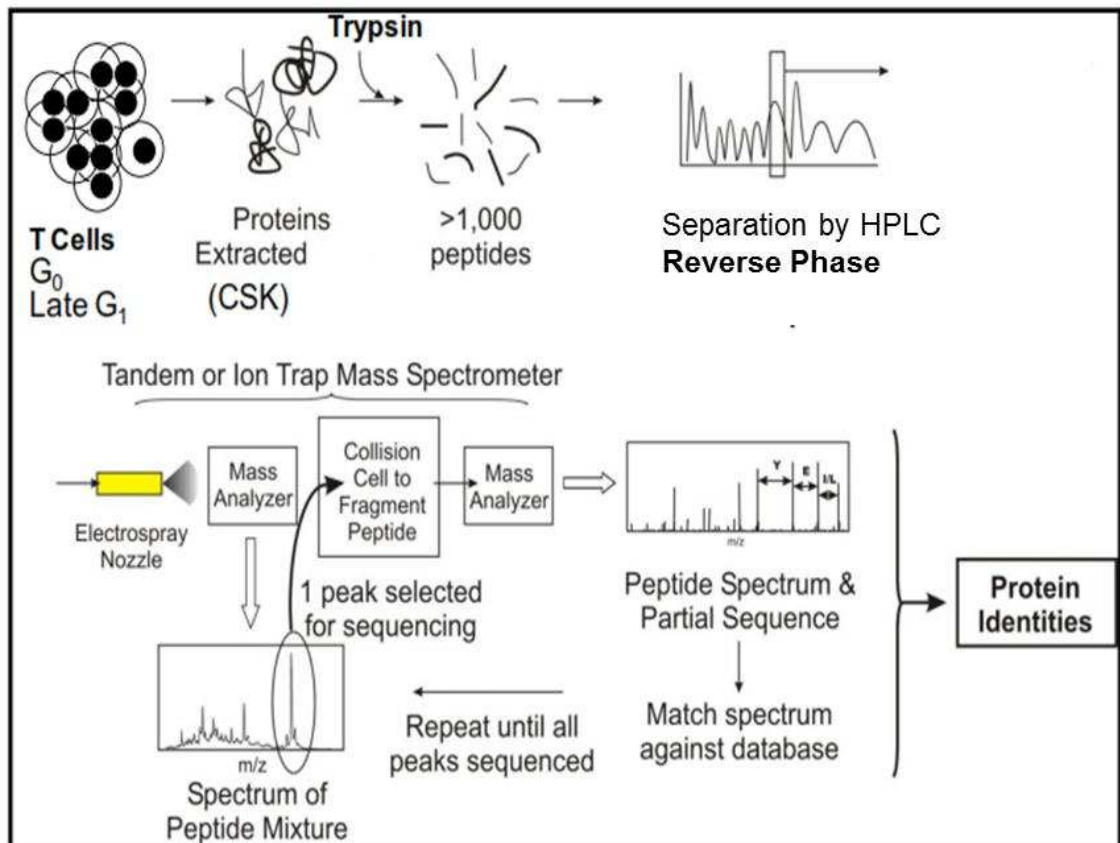 Trypsin
T Cells
G0
Late G1
Proteins
Extracted
(CSK)
>1,000
peptides
Separation by HPLC
Reverse Phase
Tandem or Ion Trap Mass Spectrometer
Electrospray
Nozzle
Mass
Analyzer
Collision
Cell to
Fragment
Peptide
Mass
Analyzer
Y
E
I/L
m/z
1 peak selected
for sequencing
m/z
Spectrum of
Peptide Mixture
Repeat until all
peaks sequenced
Peptide Spectrum &
Partial Sequence
Match spectrum
against database
Protein
Identities